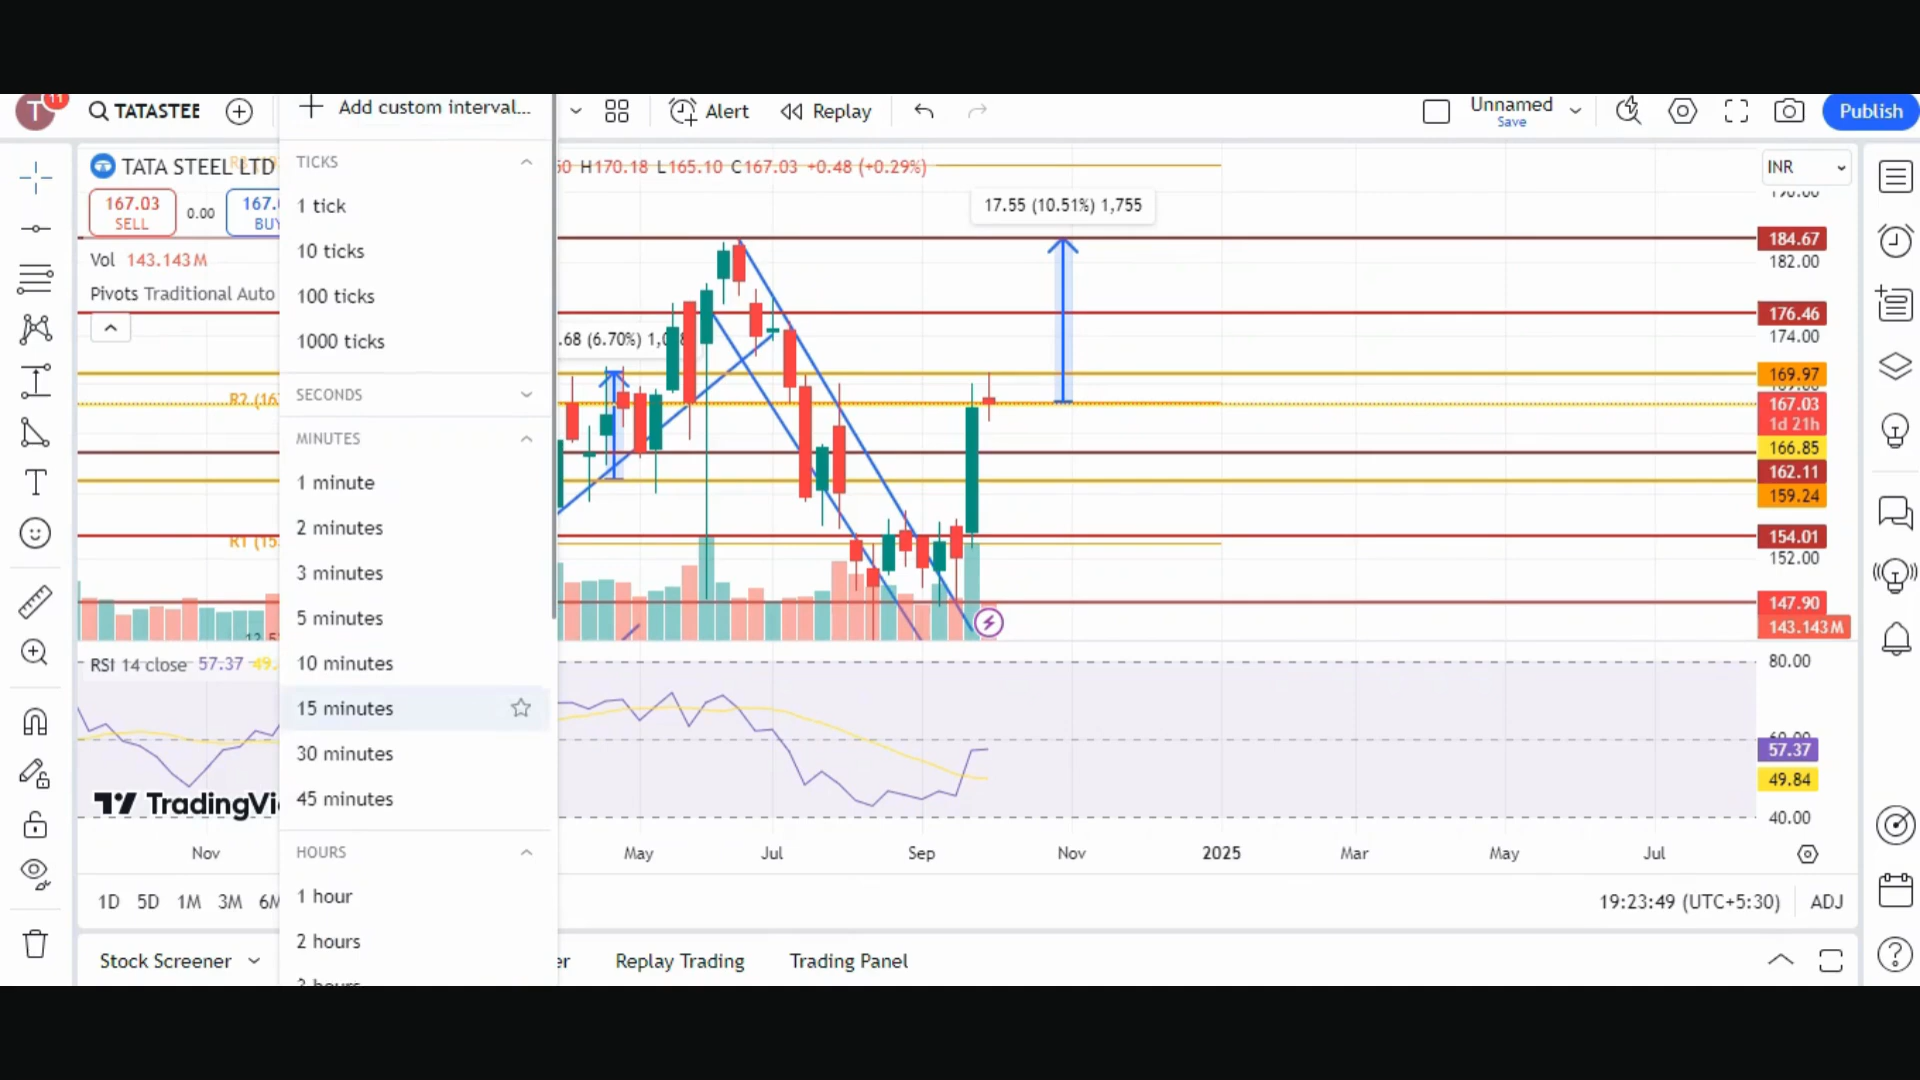 T 11
TATASTEE
Add custom interval...
Alert
Replay
Unnamed
Save
Publish
TATA STEEL LTD
H170.18 L165.10 C167.03 +0.48 (+0.29%)
INR
167.03
SELL
0.00
167.0
BUY
Vol 143.143M
Pivots Traditional Auto
TICKS
1 tick
10 ticks
100 ticks
1000 ticks
SECONDS
MINUTES
1 minute
2 minutes
3 minutes
5 minutes
10 minutes
15 minutes
30 minutes
45 minutes
HOURS
1 hour
2 hours
3 hours
17.55 (10.51%) 1,755
.68 (6.70%)
R2 (16
R1 (15
190.00
184.67
182.00
176.46
174.00
169.97
167.03
1d 21h
166.85
162.11
159.24
154.01
152.00
147.90
143.143M
RSI 14 close 57.37 49.
80.00
60.00
57.37
49.84
40.00
TradingVi
Nov
May
Jul
Sep
Nov
2025
Mar
May
Jul
1D 5D 1M 3M 6M
19:23:49 (UTC+5:30)
ADJ
Stock Screener
er
Replay Trading
Trading Panel